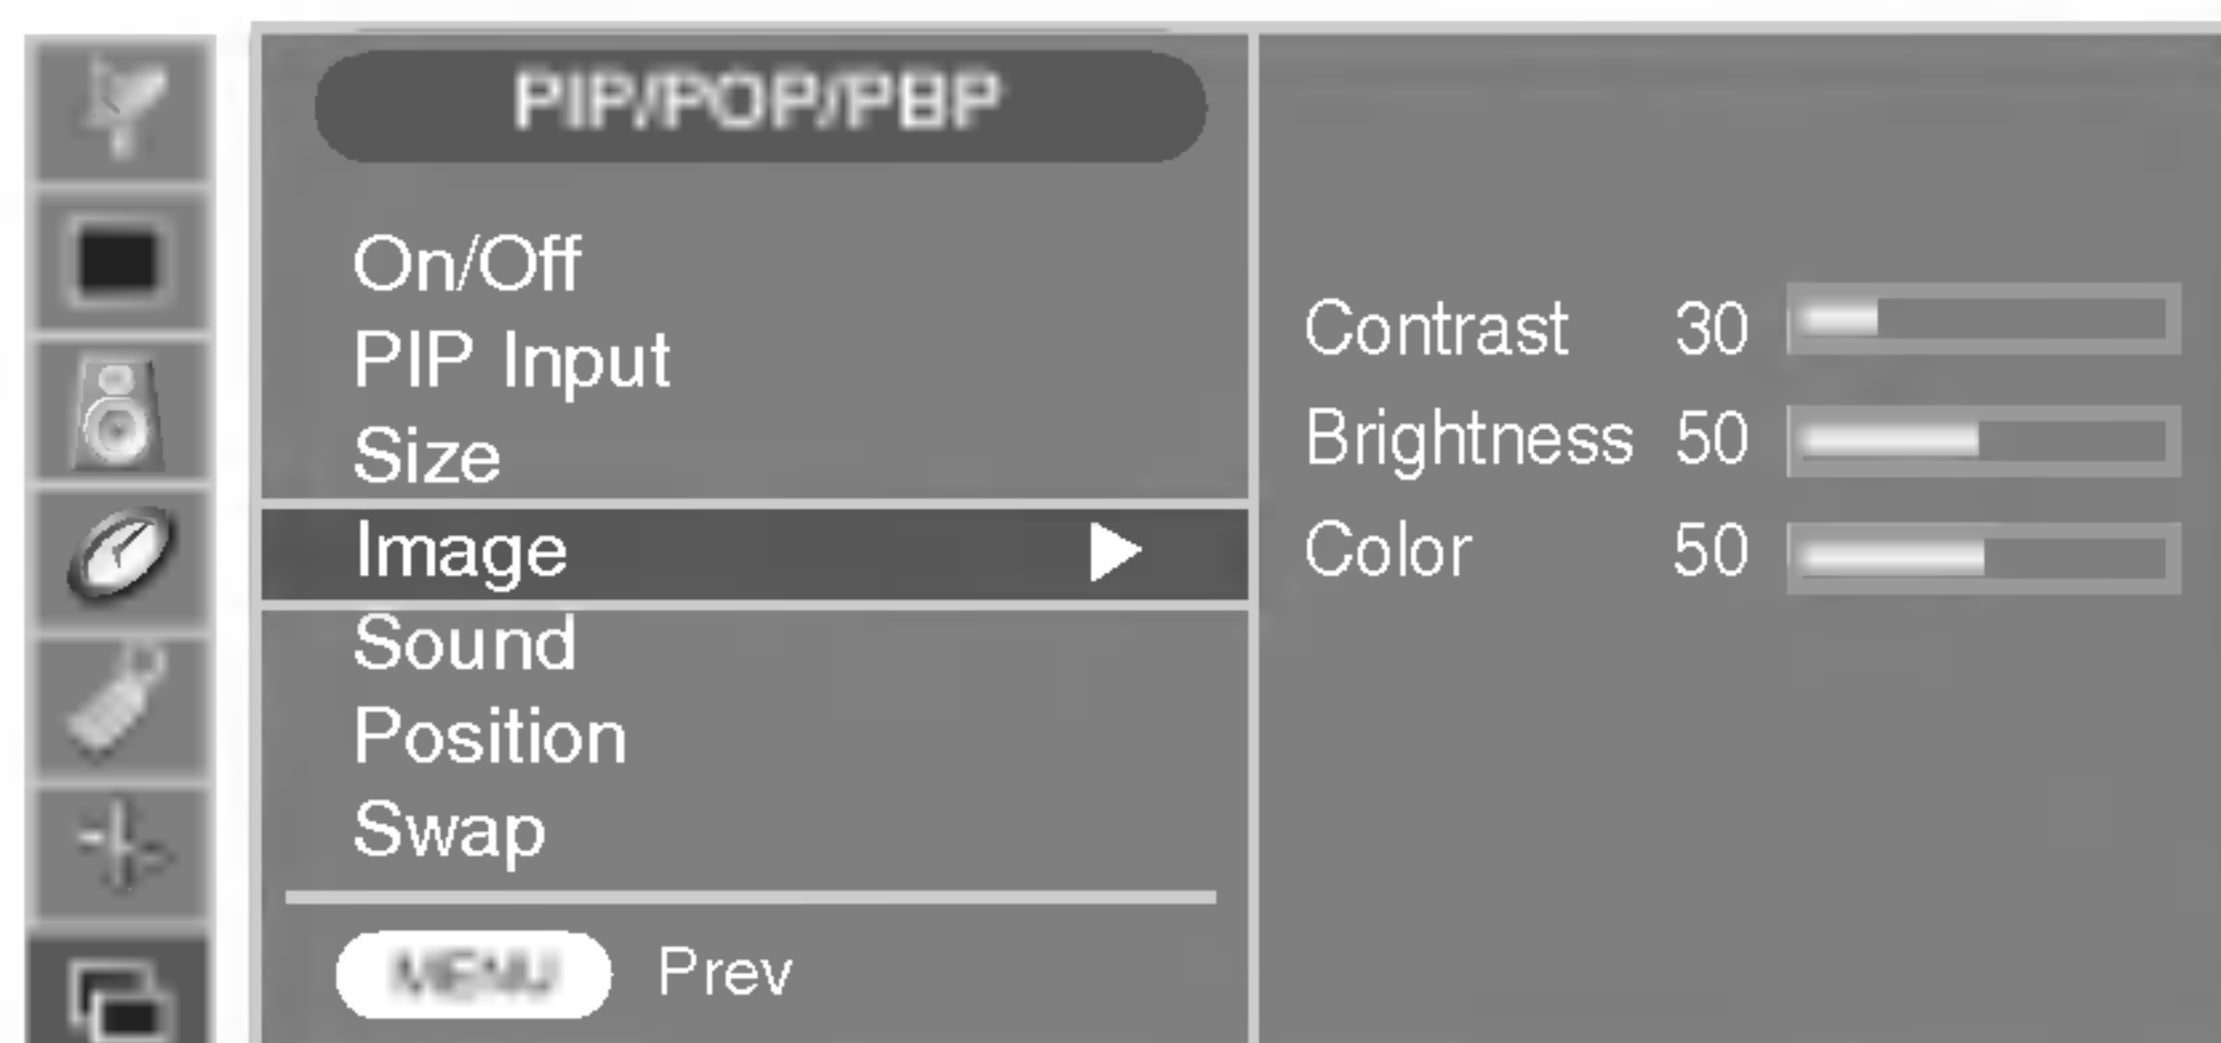 PIP/POP/PBP
On/Off
PIP Input
Size
Image
Sound
Position
Swap
MENU Prev
Contrast 30
Brightness 50
Color 50